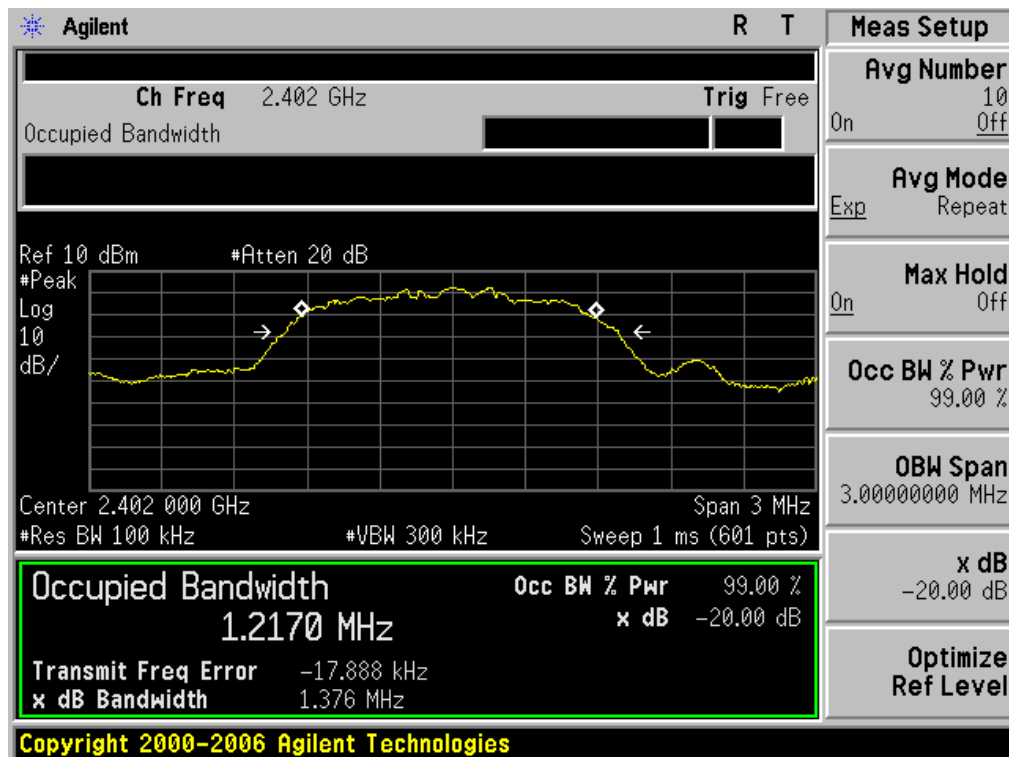 Agilent R T
Ch Freq 2.402 GHz Trig Free
Occupied Bandwidth
Ref 10 dBm #Atten 20 dB
#Peak
Log
10
dB/
Center 2.402 000 GHz Span 3 MHz
#Res BW 100 kHz #VBW 300 kHz Sweep 1 ms (601 pts)
Occupied Bandwidth Occ BW % Pwr 99.00 %
1.2170 MHz x dB -20.00 dB
Transmit Freq Error -17.888 kHz
x dB Bandwidth 1.376 MHz
Copyright 2000-2006 Agilent Technologies
Meas Setup
Avg Number
10
On Off
Avg Mode
Exp Repeat
Max Hold
On Off
Occ BW % Pwr
99.00 %
OBW Span
3.00000000 MHz
x dB
-20.00 dB
Optimize
Ref Level